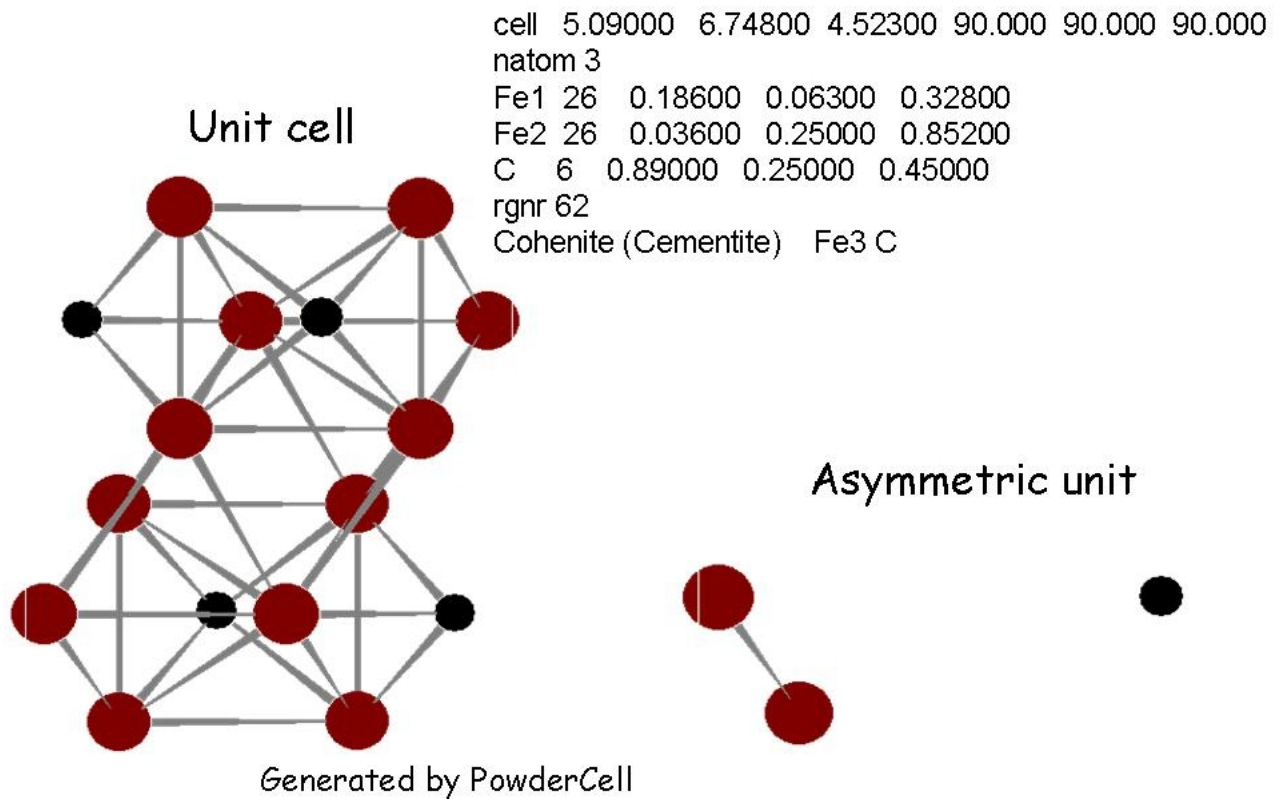 cell 5.09000 6.74800 4.52300 90.000 90.000 90.000
natom 3
Fe1 26 0.18600 0.06300 0.32800
Fe2 26 0.03600 0.25000 0.85200
C 6 0.89000 0.25000 0.45000
rgnr 62
Cohenite (Cementite) Fe3 C
Unit cell
Asymmetric unit
Generated by PowderCell